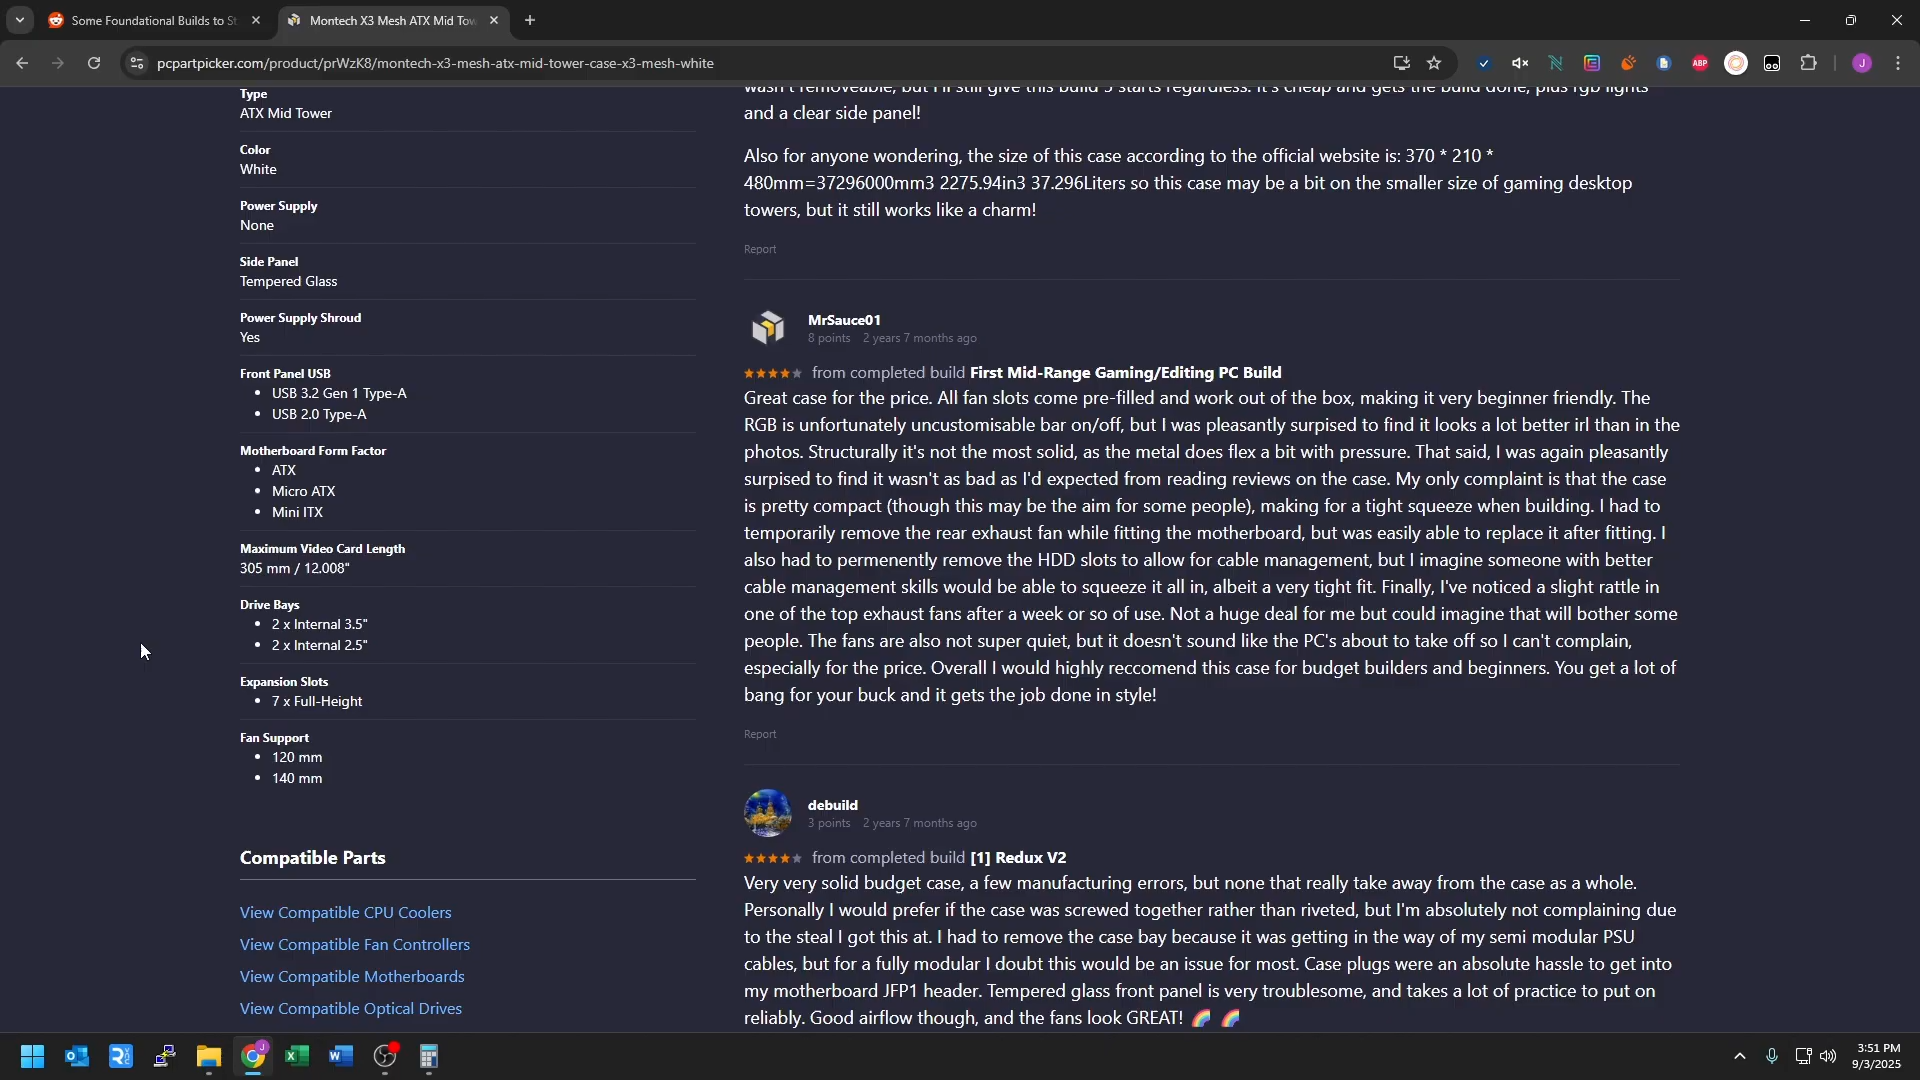 Some Foundational Builds to St
Montech X3 Mesh ATX Mid Tow
pcpartpicker.com/product/prWzK8/montech-x3-mesh-atx-mid-tower-case-x3-mesh-white
ABP
J
Type
ATX Mid Tower
Color
White
Power Supply
None
Side Panel
Tempered Glass
Power Supply Shroud
Yes
Front Panel USB
• USB 3.2 Gen 1 Type-A
• USB 2.0 Type-A
Motherboard Form Factor
• ATX
• Micro ATX
• Mini ITX
Maximum Video Card Length
305 mm / 12.008"
Drive Bays
• 2 x Internal 3.5"
• 2 x Internal 2.5"
Expansion Slots
• 7 x Full-Height
Fan Support
• 120 mm
• 140 mm
Compatible Parts
View Compatible CPU Coolers
View Compatible Fan Controllers
View Compatible Motherboards
View Compatible Optical Drives
wasn't removeable, but I'll still give this build 5 starts regardless. It's cheap and gets the build done, plus rgb lights
and a clear side panel!
Also for anyone wondering, the size of this case according to the official website is: 370 * 210 *
480mm=37296000mm3 2275.94in3 37.296Liters so this case may be a bit on the smaller size of gaming desktop
towers, but it still works like a charm!
Report
MrSauce01
8 points 2 years 7 months ago
from completed build First Mid-Range Gaming/Editing PC Build
Great case for the price. All fan slots come pre-filled and work out of the box, making it very beginner friendly. The
RGB is unfortunately uncustomisable bar on/off, but I was pleasantly surpised to find it looks a lot better irl than in the
photos. Structurally it's not the most solid, as the metal does flex a bit with pressure. That said, I was again pleasantly
surpised to find it wasn't as bad as I'd expected from reading reviews on the case. My only complaint is that the case
is pretty compact (though this may be the aim for some people), making for a tight squeeze when building. I had to
temporarily remove the rear exhaust fan while fitting the motherboard, but was easily able to replace it after fitting. I
also had to permenently remove the HDD slots to allow for cable management, but I imagine someone with better
cable management skills would be able to squeeze it all in, albeit a very tight fit. Finally, I've noticed a slight rattle in
one of the top exhaust fans after a week or so of use. Not a huge deal for me but could imagine that will bother some
people. The fans are also not super quiet, but it doesn't sound like the PC's about to take off so I can't complain,
especially for the price. Overall I would highly reccomend this case for budget builders and beginners. You get a lot of
bang for your buck and it gets the job done in style!
Report
debuild
3 points 2 years 7 months ago
from completed build [1] Redux V2
Very very solid budget case, a few manufacturing errors, but none that really take away from the case as a whole.
Personally I would prefer if the case was screwed together rather than riveted, but I'm absolutely not complaining due
to the steal I got this at. I had to remove the case bay because it was getting in the way of my semi modular PSU
cables, but for a fully modular I doubt this would be an issue for most. Case plugs were an absolute hassle to get into
my motherboard JFP1 header. Tempered glass front panel is very troublesome, and takes a lot of practice to put on
reliably. Good airflow though, and the fans look GREAT! 🌈 🌈
3:51 PM
9/3/2025